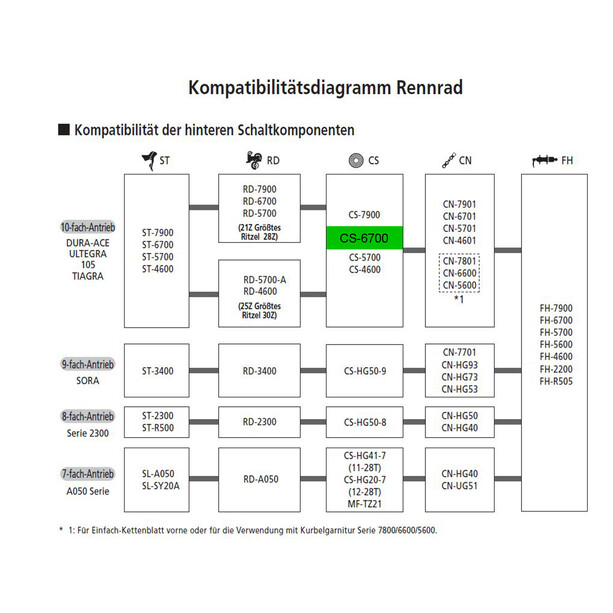 Kompatibilitätsdiagramm Rennrad
Kompatibilität der hinteren Schaltkomponenten
ST
RD
CS
CN
FH
10-fach-Antrieb
DURA-ACE
ULTEGRA
105
TIAGRA
ST-7900
ST-6700
ST-5700
ST-4600
RD-7900
RD-6700
RD-5700
(21Z Größtes
Ritzel 28Z)
RD-5700-A
RD-4600
(25Z Größtes
Ritzel 30Z)
CS-7900
CS-6700
CS-5700
CS-4600
CN-7901
CN-6701
CN-5701
CN-4601
CN-7801
CN-6600
CN-5600
*1
FH-7900
FH-6700
FH-5700
FH-5600
FH-4600
FH-2200
FH-R505
9-fach-Antrieb
SORA
ST-3400
RD-3400
CS-HG50-9
CN-7701
CN-HG93
CN-HG73
CN-HG53
8-fach-Antrieb
Serie 2300
ST-2300
ST-R500
RD-2300
CS-HG50-8
CN-HG50
CN-HG40
7-fach-Antrieb
A050 Serie
SL-A050
SL-SY20A
RD-A050
CS-HG41-7
(11-28T)
CS-HG20-7
(12-28T)
MF-TZ21
CN-HG40
CN-UG51
* 1: Für Einfach-Kettenblatt vorne oder für die Verwendung mit Kurbelgarnitur Serie 7800/6600/5600.